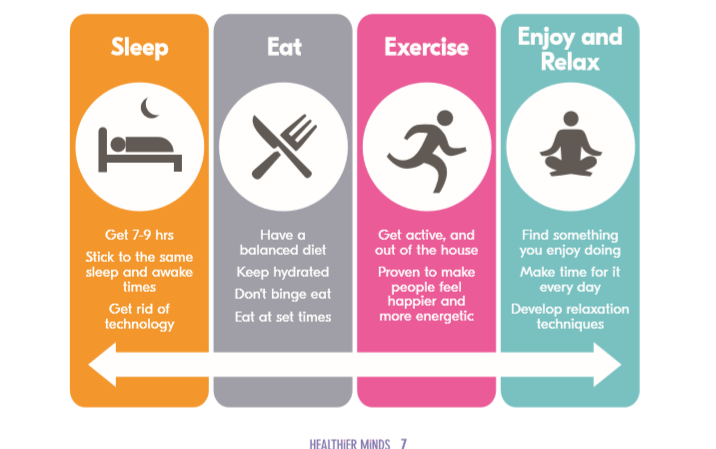 Sleep
Get 7-9 hrs
Stick to the same
sleep and awake
times
Get rid of
technology
Eat
Have a
balanced diet
Keep hydrated
Don't binge eat
Eat at set times
Exercise
Get active, and
out of the house
Proven to make
people feel
happier and
more energetic
Enjoy and
Relax
Find something
you enjoy doing
Make time for it
every day
Develop relaxation
techniques
HEALTHiER MiNDS 7